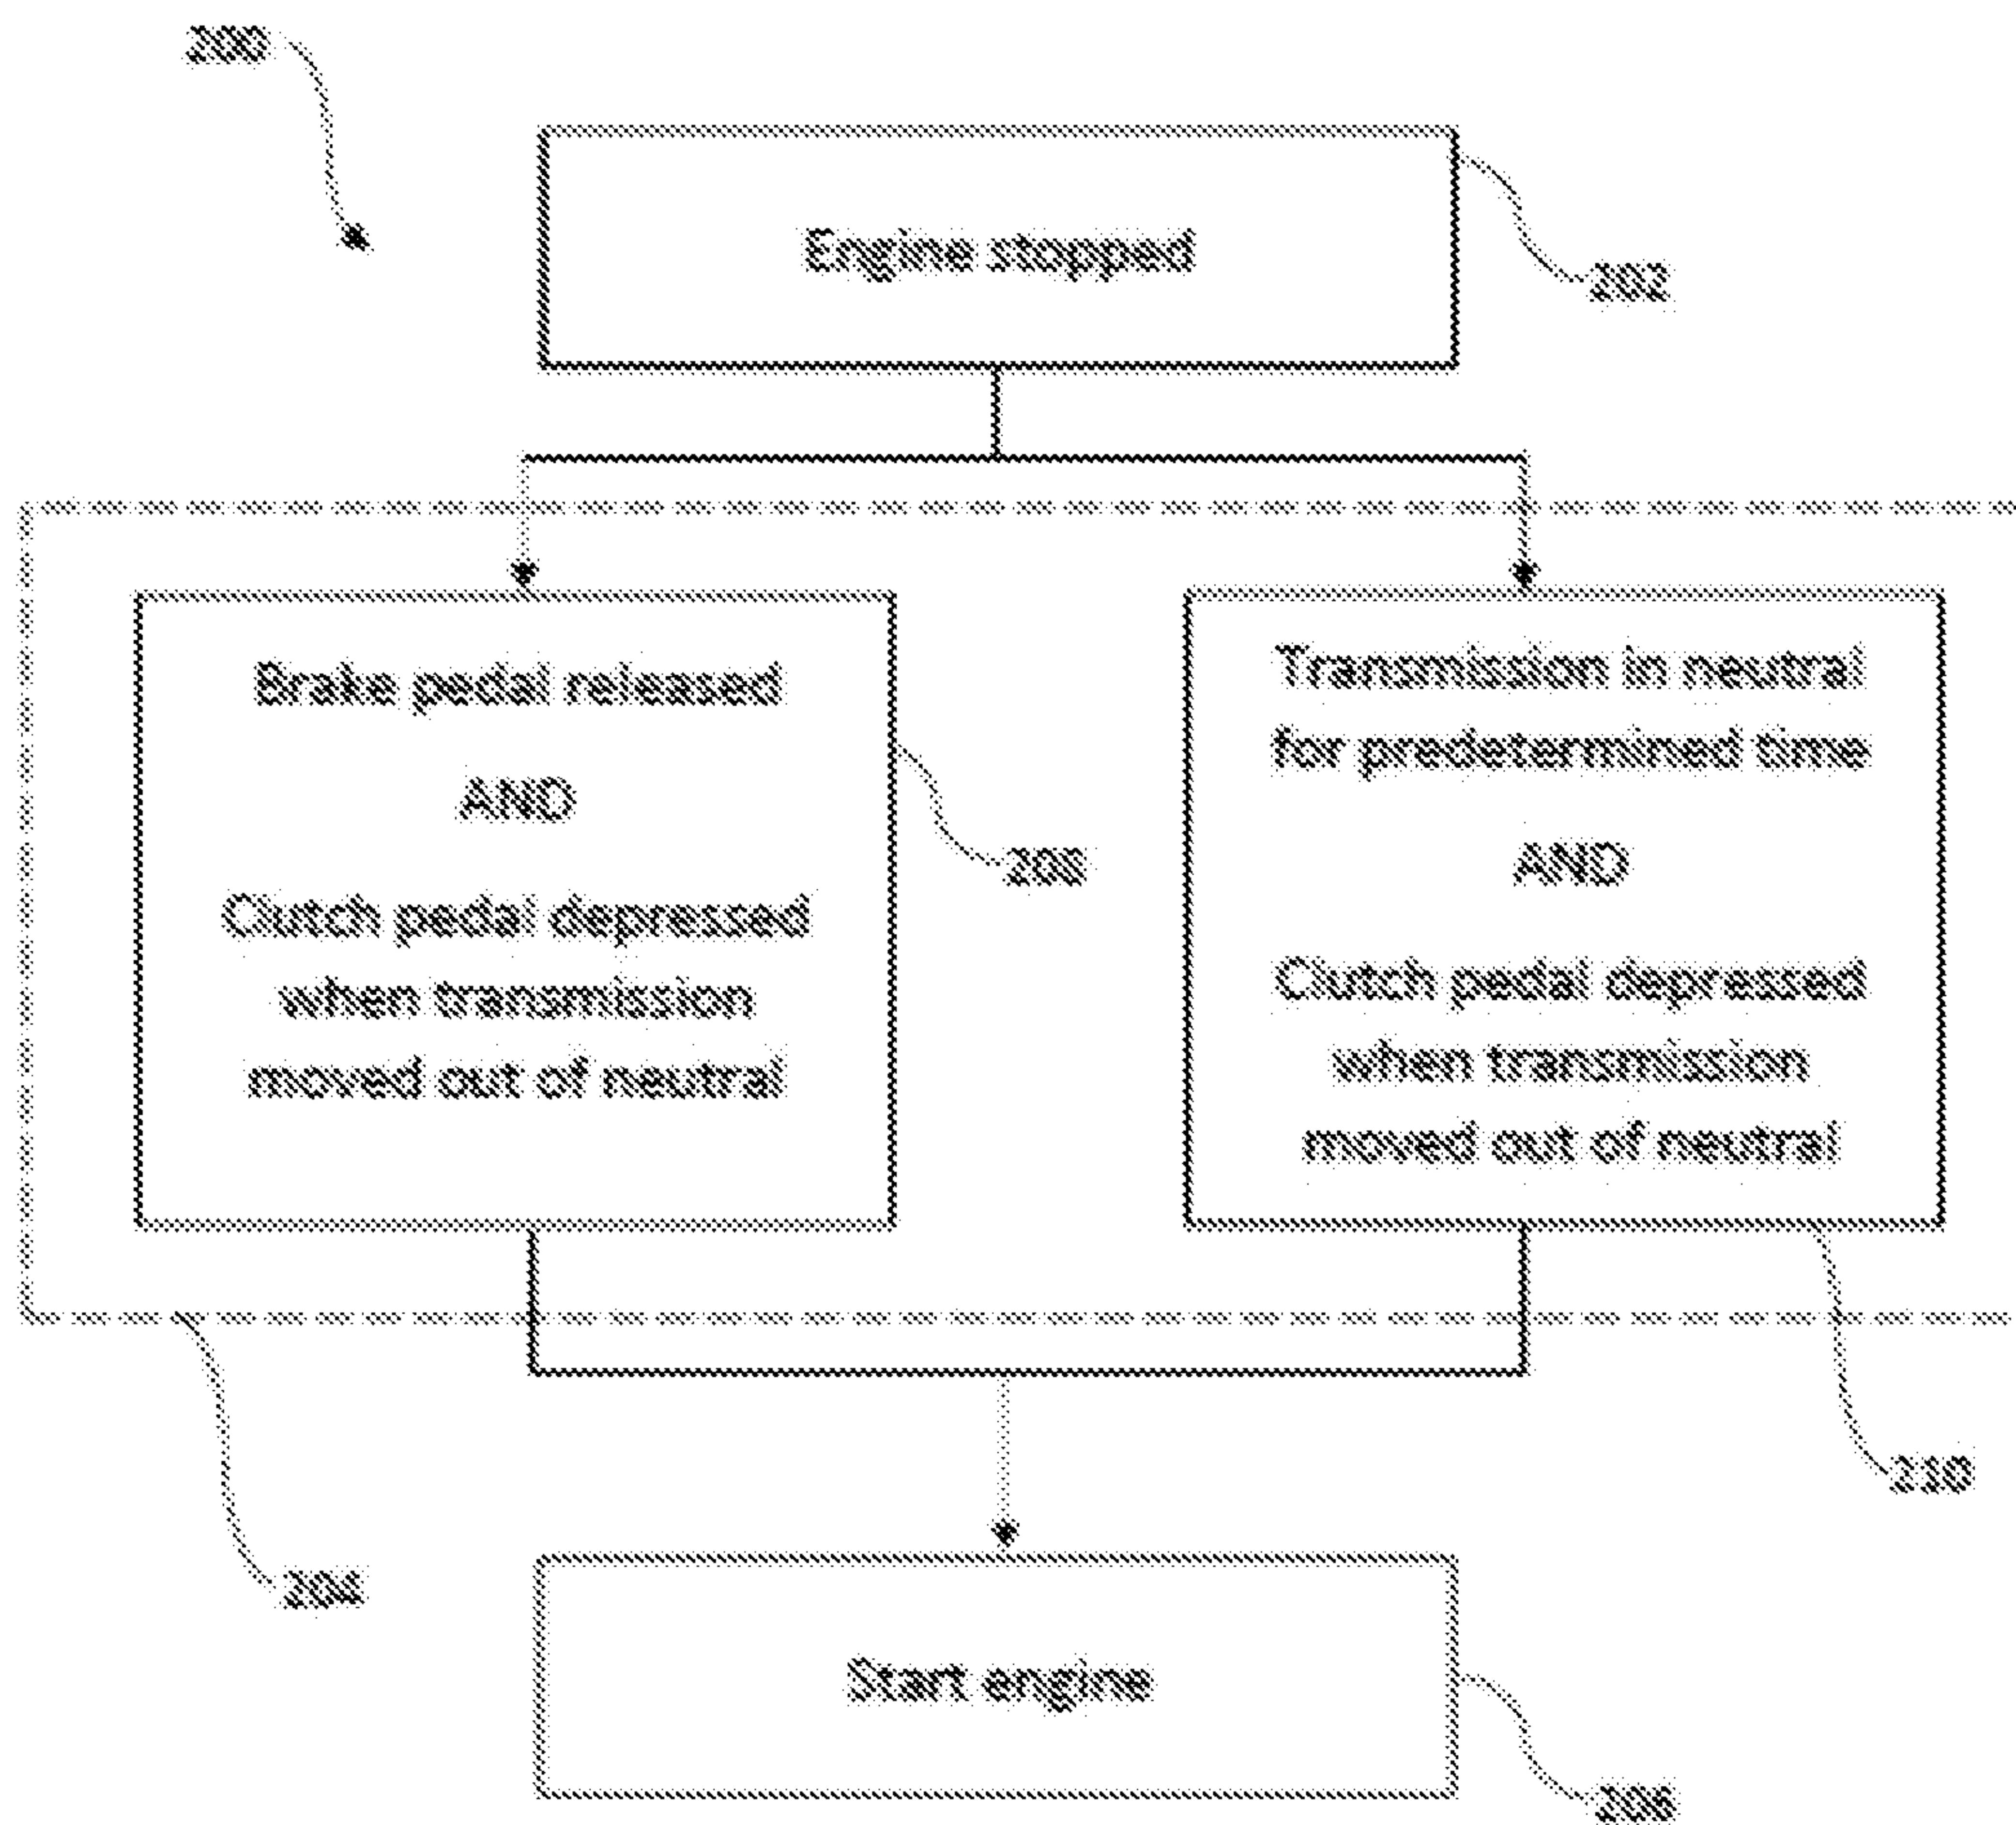 200
Engine stopped
202
Brake pedal released
AND
Clutch pedal depressed
when transmission
moved out of neutral
208
Transmission in neutral
for predetermined time
AND
Clutch pedal depressed
when transmission
moved out of neutral
210
204
Start engine
206